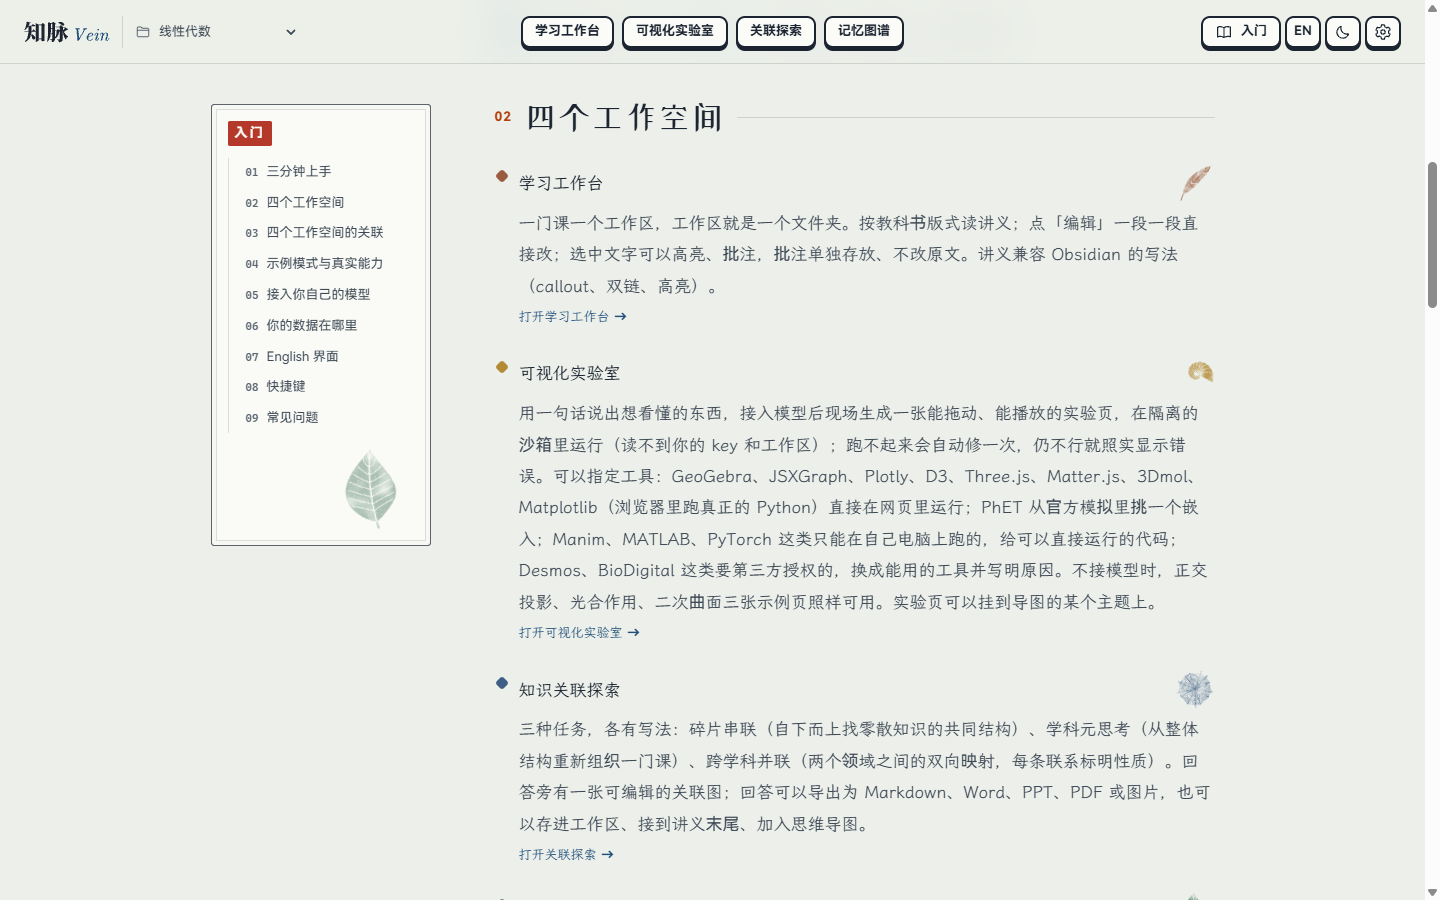 知脉 Vein
线性代数
学习工作台
可视化实验室
关联探索
记忆图谱
入门
EN
入门
01 三分钟上手
02 四个工作空间
03 四个工作空间的关联
04 示例模式与真实能力
05 接入你自己的模型
06 你的数据在哪里
07 English 界面
08 快捷键
09 常见问题
02 四个工作空间
学习工作台
一门课一个工作区，工作区就是一个文件夹。按教科书版式读讲义；点「编辑」一段一段直
接改；选中文字可以高亮、批注，批注单独存放、不改原文。讲义兼容 Obsidian 的写法
（callout、双链、高亮）。
打开学习工作台 →
可视化实验室
用一句话说出想看懂的东西，接入模型后现场生成一张能拖动、能播放的实验页，在隔离的
沙箱里运行（读不到你的 key 和工作区）；跑不起来会自动修一次，仍不行就照实显示错
误。可以指定工具：GeoGebra、JSXGraph、Plotly、D3、Three.js、Matter.js、3Dmol、
Matplotlib（浏览器里跑真正的 Python）直接在网页里运行；PhET 从官方模拟里挑一个嵌
入；Manim、MATLAB、PyTorch 这类只能在自己电脑上跑的，给可以直接运行的代码；
Desmos、BioDigital 这类要第三方授权的，换成能用的工具并写明原因。不接模型时，正交
投影、光合作用、二次曲面三张示例页照样可用。实验页可以挂到导图的某个主题上。
打开可视化实验室 →
知识关联探索
三种任务，各有写法：碎片串联（自下而上找零散知识的共同结构）、学科元思考（从整体
结构重新组织一门课）、跨学科并联（两个领域之间的双向映射，每条联系标明性质）。回
答旁有一张可编辑的关联图；回答可以导出为 Markdown、Word、PPT、PDF 或图片，也可
以存进工作区、接到讲义末尾、加入思维导图。
打开关联探索 →